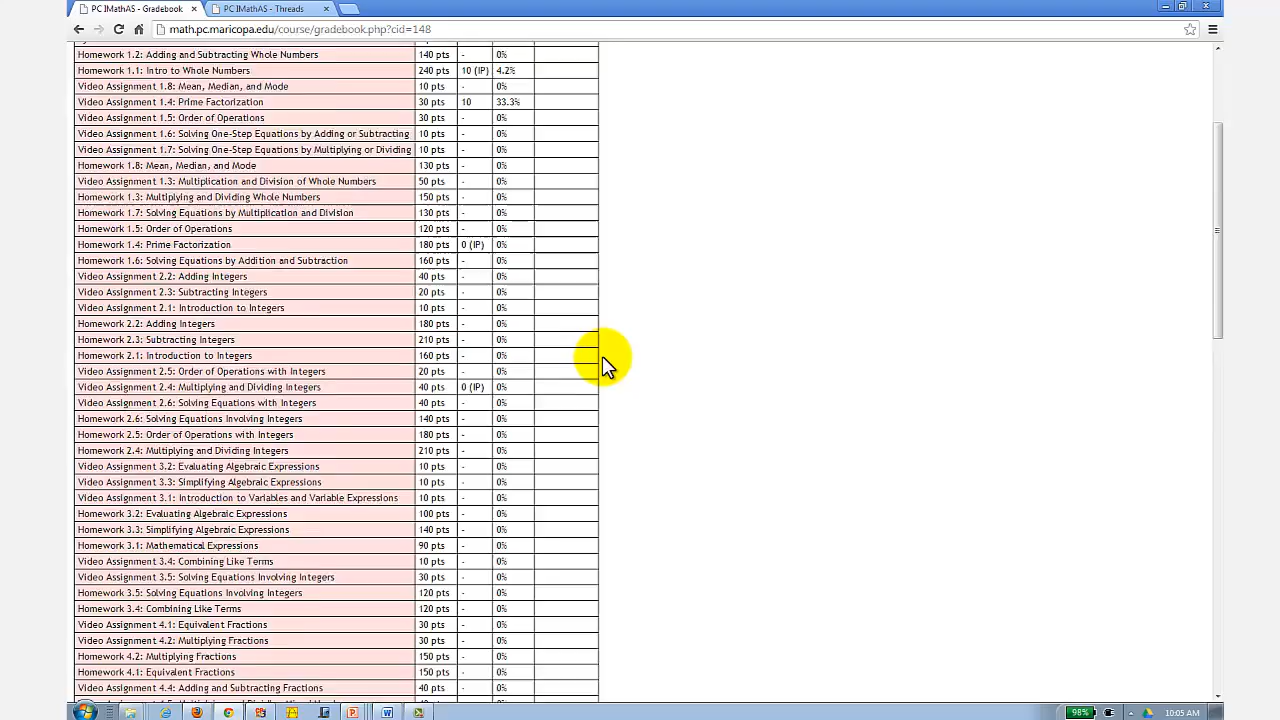 PC IMathAS - Gradebook × PC IMathAS - Threads ×
math.pc.maricopa.edu/course/gradebook.php?cid=148
Homework 1.2: Adding and Subtracting Whole Numbers 140 pts - 0%
Homework 1.1: Intro to Whole Numbers 240 pts 10 (IP) 4.2%
Video Assignment 1.8: Mean, Median, and Mode 10 pts - 0%
Video Assignment 1.4: Prime Factorization 30 pts 10 33.3%
Video Assignment 1.5: Order of Operations 30 pts - 0%
Video Assignment 1.6: Solving One-Step Equations by Adding or Subtracting 10 pts - 0%
Video Assignment 1.7: Solving One-Step Equations by Multiplying or Dividing 10 pts - 0%
Homework 1.8: Mean, Median, and Mode 130 pts - 0%
Video Assignment 1.3: Multiplication and Division of Whole Numbers 50 pts - 0%
Homework 1.3: Multiplying and Dividing Whole Numbers 150 pts - 0%
Homework 1.7: Solving Equations by Multiplication and Division 130 pts - 0%
Homework 1.5: Order of Operations 120 pts - 0%
Homework 1.4: Prime Factorization 180 pts 0 (IP) 0%
Homework 1.6: Solving Equations by Addition and Subtraction 160 pts - 0%
Video Assignment 2.2: Adding Integers 40 pts - 0%
Video Assignment 2.3: Subtracting Integers 20 pts - 0%
Video Assignment 2.1: Introduction to Integers 10 pts - 0%
Homework 2.2: Adding Integers 180 pts - 0%
Homework 2.3: Subtracting Integers 210 pts - 0%
Homework 2.1: Introduction to Integers 160 pts - 0%
Video Assignment 2.5: Order of Operations with Integers 20 pts - 0%
Video Assignment 2.4: Multiplying and Dividing Integers 40 pts 0 (IP) 0%
Video Assignment 2.6: Solving Equations with Integers 40 pts - 0%
Homework 2.6: Solving Equations Involving Integers 140 pts - 0%
Homework 2.5: Order of Operations with Integers 180 pts - 0%
Homework 2.4: Multiplying and Dividing Integers 210 pts - 0%
Video Assignment 3.2: Evaluating Algebraic Expressions 10 pts - 0%
Video Assignment 3.3: Simplifying Algebraic Expressions 10 pts - 0%
Video Assignment 3.1: Introduction to Variables and Variable Expressions 10 pts - 0%
Homework 3.2: Evaluating Algebraic Expressions 100 pts - 0%
Homework 3.3: Simplifying Algebraic Expressions 140 pts - 0%
Homework 3.1: Mathematical Expressions 90 pts - 0%
Video Assignment 3.4: Combining Like Terms 10 pts - 0%
Video Assignment 3.5: Solving Equations Involving Integers 30 pts - 0%
Homework 3.5: Solving Equations Involving Integers 120 pts - 0%
Homework 3.4: Combining Like Terms 120 pts - 0%
Video Assignment 4.1: Equivalent Fractions 30 pts - 0%
Video Assignment 4.2: Multiplying Fractions 30 pts - 0%
Homework 4.2: Multiplying Fractions 150 pts - 0%
Homework 4.1: Equivalent Fractions 150 pts - 0%
Video Assignment 4.4: Adding and Subtracting Fractions 40 pts - 0%
98% 10:05 AM